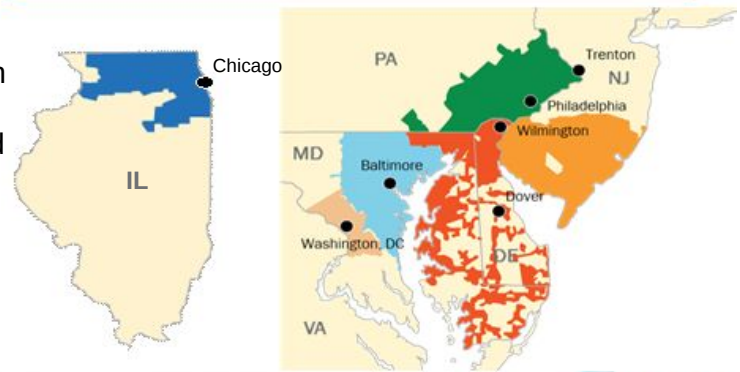 n
d
Chicago
IL
PA
Trenton
NJ
Philadelphia
Wilmington
MD
Baltimore
Dover
Washington, DC
DE
VA